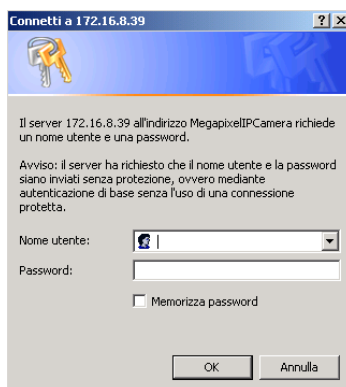 Connetti a 172.16.8.39
Il server 172.16.8.39 all'indirizzo MegapixelIPCamera richiede
un nome utente e una password.
Avviso: il server ha richiesto che il nome utente e la password
siano inviati senza protezione, ovvero mediante
autenticazione di base senza l'uso di una connessione
protetta.
Nome utente:
Password:
Memorizza password
OK
Annulla